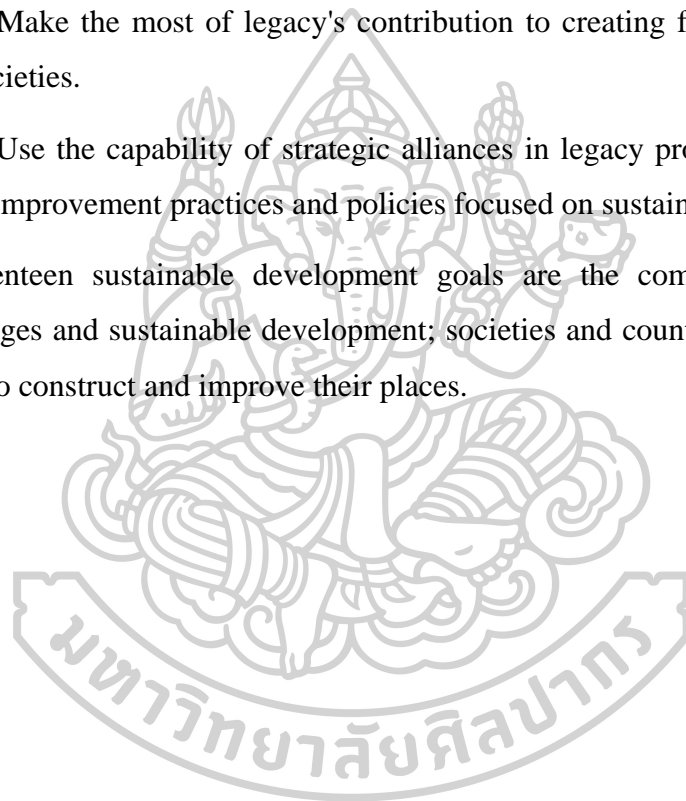 Make the most of legacy's contribution to creating f
cieties.
Use the capability of strategic alliances in legacy pro
mprovement practices and policies focused on sustain
enteen sustainable development goals are the com
ges and sustainable development; societies and count
o construct and improve their places.
มหาวิทยาลัยศิลปากร